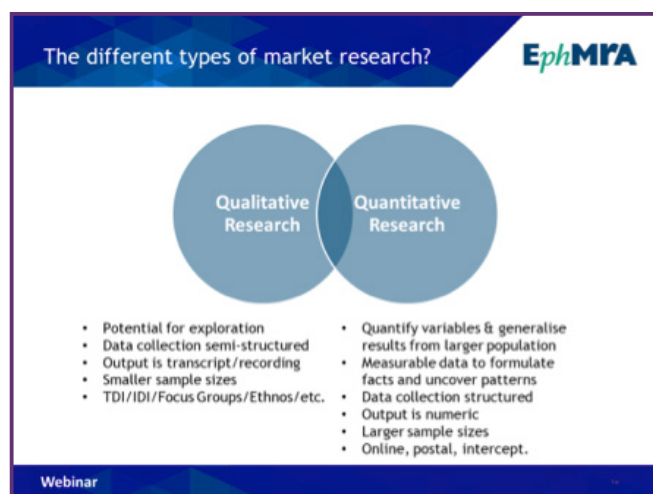 The different types of market research?
EphMRA
Qualitative
Research
Quantitative
Research
• Potential for exploration
• Data collection semi-structured
• Output is transcript/recording
• Smaller sample sizes
• TDI/IDI/Focus Groups/Ethnos/etc.
• Quantify variables & generalise
results from larger population
• Measurable data to formulate
facts and uncover patterns
• Data collection structured
• Output is numeric
• Larger sample sizes
• Online, postal, intercept.
Webinar